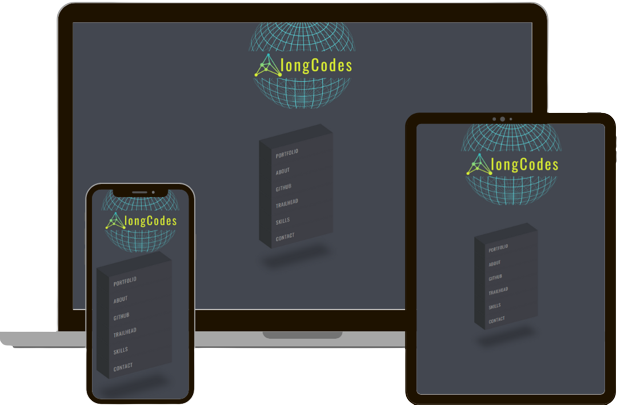 longCodes
PORTFOLIO
ABOUT
GITHUB
TRAILHEAD
SKILLS
CONTACT
longCodes
PORTFOLIO
ABOUT
GITHUB
TRAILHEAD
SKILLS
CONTACT
longCodes
PORTFOLIO
ABOUT
GITHUB
TRAILHEAD
SKILLS
CONTACT